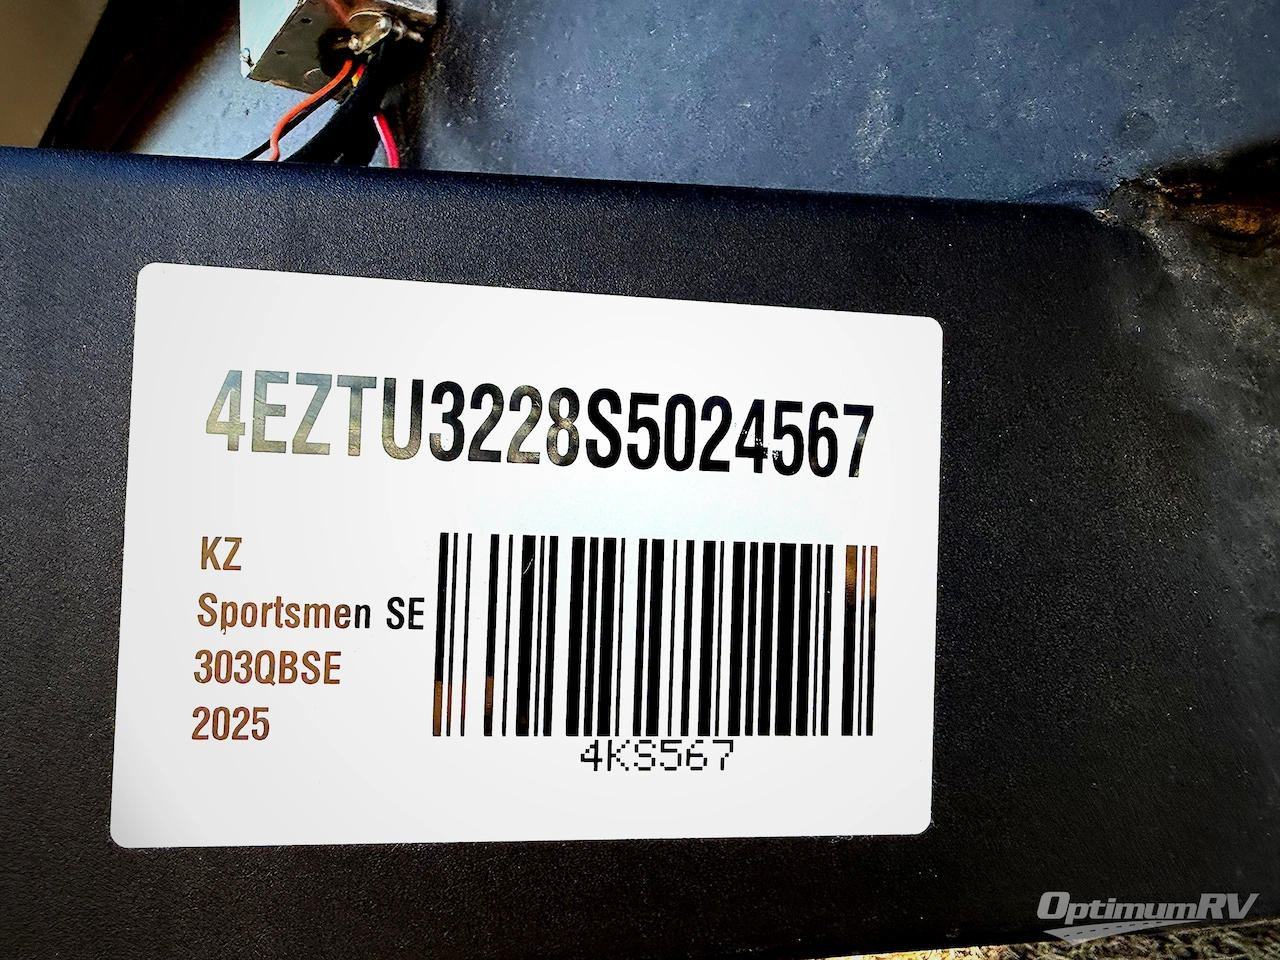 4EZTU3228S5024567
KZ
Sportsmen SE
303QBSE
2025
4KS567
OptimumRV